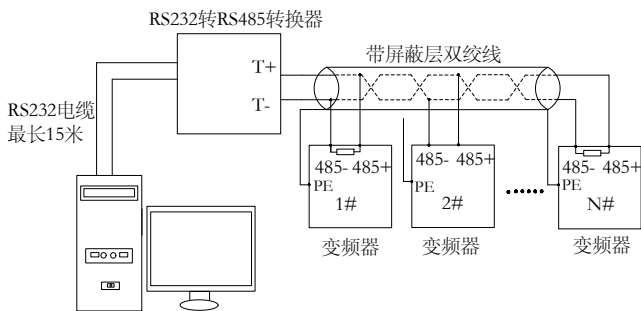 RS232转RS485转换器
T+
T-
带屏蔽层双绞线
RS232电缆
最长15米
485- 485+
PE
1#
变频器
485- 485+
PE
2#
变频器
485- 485+
PE
N#
变频器